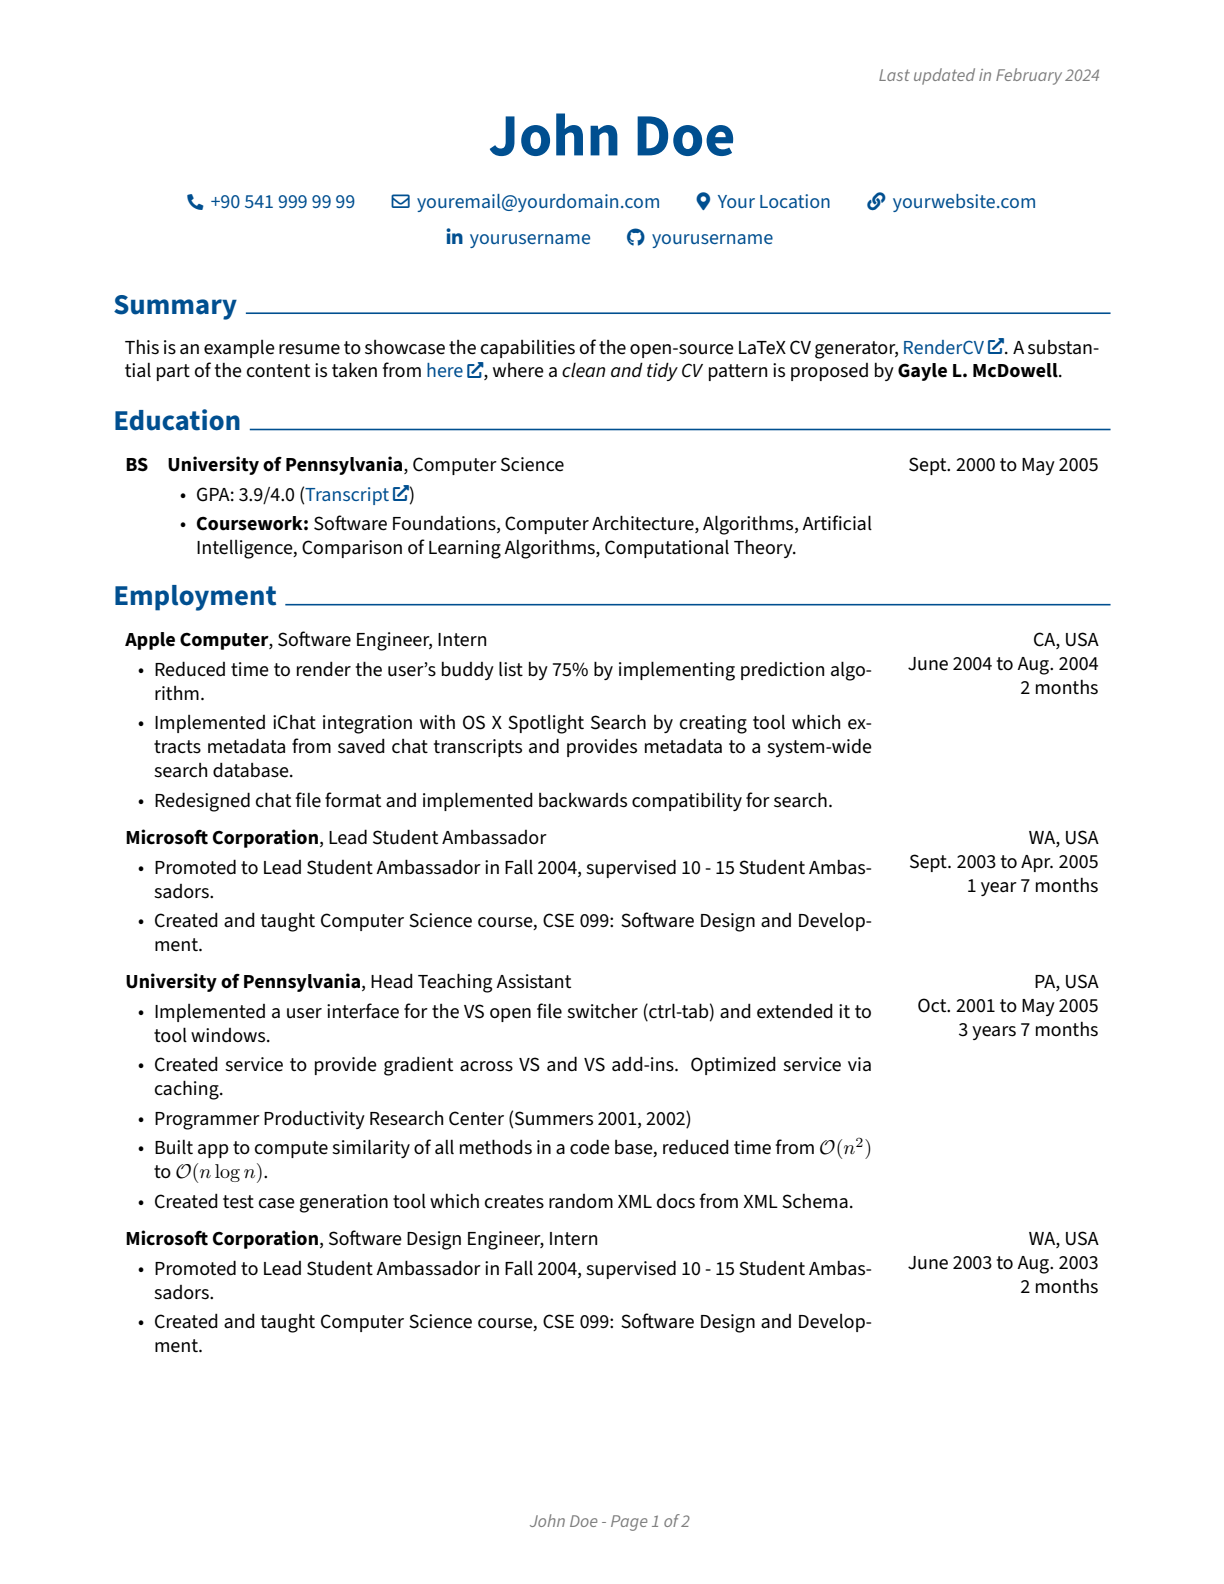 Last updated in February 2024
John Doe
+90 541 999 99 99 youremail@yourdomain.com Your Location yourwebsite.com
yourusername yourusername
Summary
This is an example resume to showcase the capabilities of the open-source LaTeX CV generator, RenderCV. A substan-
tial part of the content is taken from here, where a clean and tidy CV pattern is proposed by Gayle L. McDowell.
Education
BS University of Pennsylvania, Computer Science Sept. 2000 to May 2005
• GPA: 3.9/4.0 (Transcript)
• Coursework: Software Foundations, Computer Architecture, Algorithms, Artificial
Intelligence, Comparison of Learning Algorithms, Computational Theory.
Employment
Apple Computer, Software Engineer, Intern CA, USA
June 2004 to Aug. 2004
2 months
• Reduced time to render the user’s buddy list by 75% by implementing prediction algo-
rithm.
• Implemented iChat integration with OS X Spotlight Search by creating tool which ex-
tracts metadata from saved chat transcripts and provides metadata to a system-wide
search database.
• Redesigned chat file format and implemented backwards compatibility for search.
Microsoft Corporation, Lead Student Ambassador WA, USA
Sept. 2003 to Apr. 2005
1 year 7 months
• Promoted to Lead Student Ambassador in Fall 2004, supervised 10 - 15 Student Ambas-
sadors.
• Created and taught Computer Science course, CSE 099: Software Design and Develop-
ment.
University of Pennsylvania, Head Teaching Assistant PA, USA
Oct. 2001 to May 2005
3 years 7 months
• Implemented a user interface for the VS open file switcher (ctrl-tab) and extended it to
tool windows.
• Created service to provide gradient across VS and VS add-ins. Optimized service via
caching.
• Programmer Productivity Research Center (Summers 2001, 2002)
• Built app to compute similarity of all methods in a code base, reduced time from 𝒪(n²)
to 𝒪(n log n).
• Created test case generation tool which creates random XML docs from XML Schema.
Microsoft Corporation, Software Design Engineer, Intern WA, USA
June 2003 to Aug. 2003
2 months
• Promoted to Lead Student Ambassador in Fall 2004, supervised 10 - 15 Student Ambas-
sadors.
• Created and taught Computer Science course, CSE 099: Software Design and Develop-
ment.
John Doe - Page 1 of 2